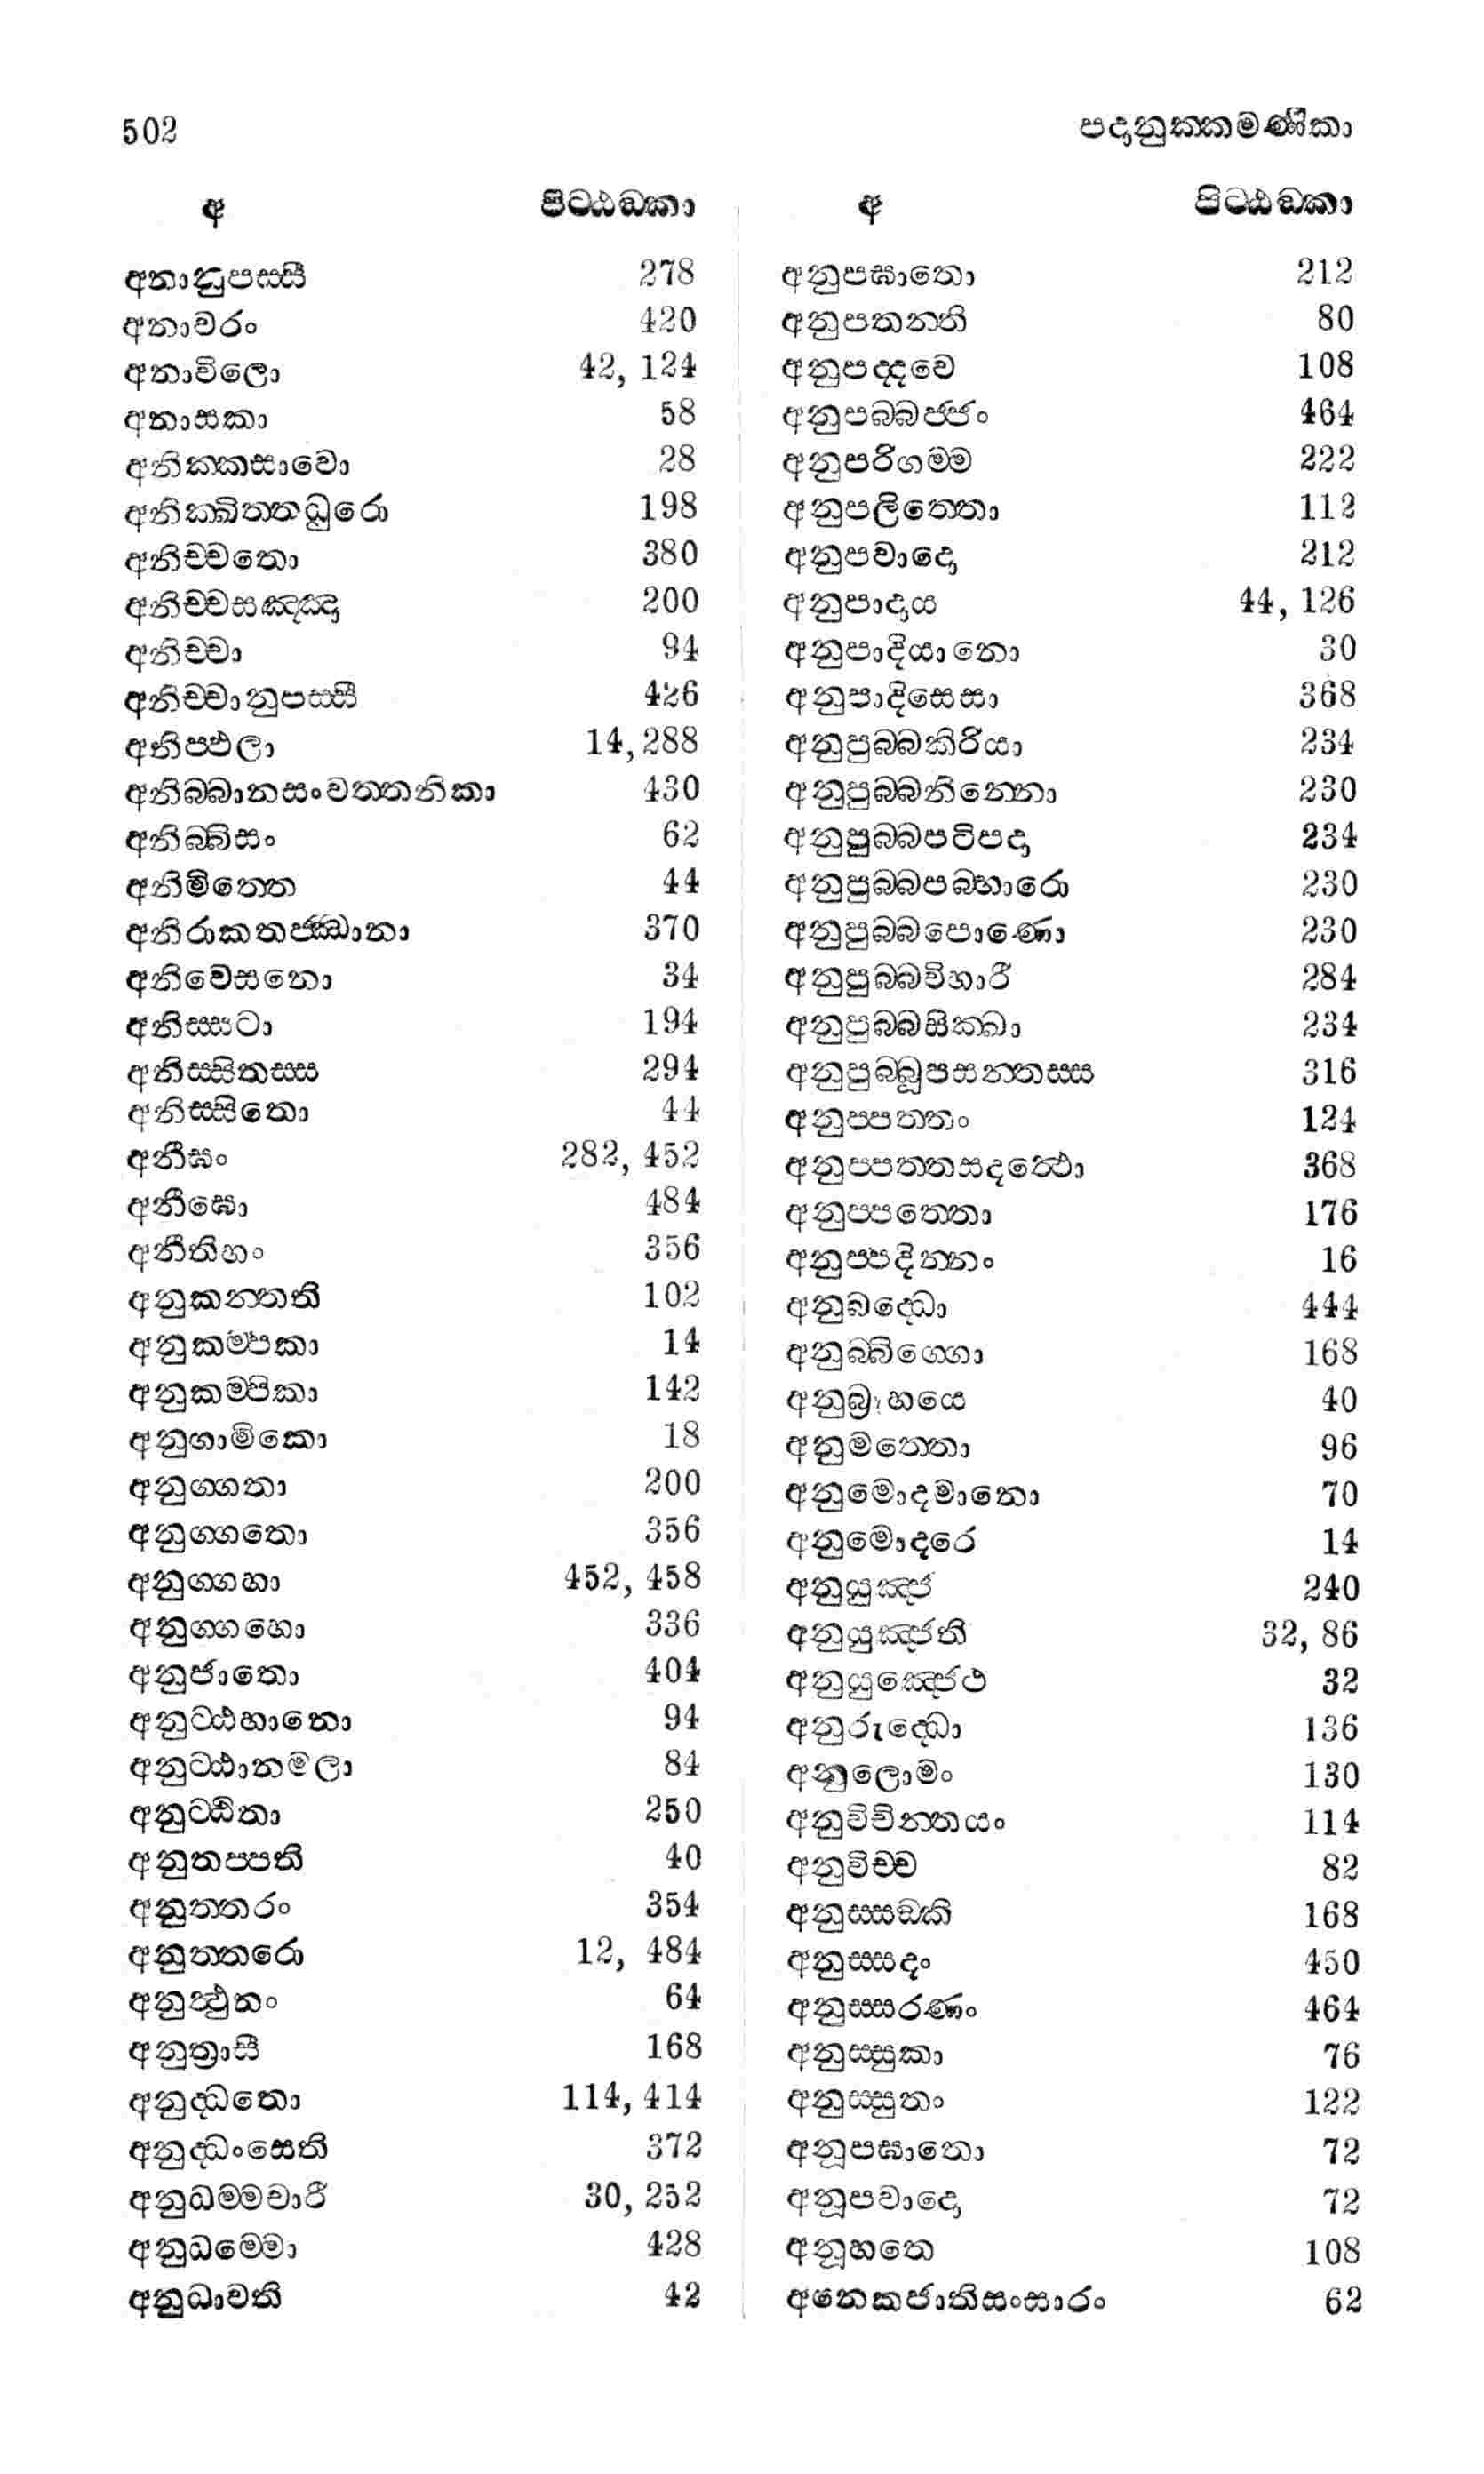 502 පදානුක්කමණිකා
අ පිට්ඨඞ්කා
අනානුපස්සී 278
අනාවරං 420
අනාවිලො 42, 124
අනාසකා 58
අනික්කසාවො 28
අනික්ඛිත්තධුරො 198
අනිච්චතො 380
අනිච්චසඤ්ඤා 200
අනිච්චා 94
අනිච්චානුපස්සී 426
අනිප්ඵලා 14, 288
අනිබ්බානසංවත්තනිකා 430
අනිබ්බිසං 62
අනිමිත්තෙ 44
අනිරාකතජ්ඣානා 370
අනිවෙසනො 34
අනිස්සටා 194
අනිස්සිතස්ස 294
අනිස්සිතො 44
අනීඝං 282, 452
අනීඝො 484
අනීතිහං 356
අනුකන්තති 102
අනුකම්පකා 14
අනුකම්පිකා 142
අනුගාමිකො 18
අනුග්ගතා 200
අනුග්ගතො 356
අනුග්ගහා 452, 458
අනුග්ගහො 336
අනුජාතො 404
අනුට්ඨහානො 94
අනුට්ඨානමලා 84
අනුට්ඨිතා 250
අනුතප්පති 40
අනුත්තරං 354
අනුත්තරො 12, 484
අනුත්ථුනං 64
අනුත්‍රාසී 168
අනුද්ධතො 114, 414
අනුද්ධංසෙති 372
අනුධම්මචාරී 30, 252
අනුධම්මො 428
අනුධාවති 42
අ පිට්ඨඞ්කා
අනුපඝාතො 212
අනුපතන්ති 80
අනුපද්දවෙ 108
අනුපබ්බජ්ජං 464
අනුපරිගම්ම 222
අනුපලිත්තො 112
අනුපවාදො 212
අනුපාදාය 44, 126
අනුපාදියානො 30
අනුපාදිසෙසා 368
අනුපුබ්බකිරියා 234
අනුපුබ්බනින්නො 230
අනුපුබ්බපටිපදා 234
අනුපුබ්බපබ්භාරො 230
අනුපුබ්බපොණො 230
අනුපුබ්බවිහාරී 284
අනුපුබ්බසික්ඛා 234
අනුපුබ්බූපසන්තස්ස 316
අනුප්පත්තං 124
අනුප්පත්තසදත්ථො 368
අනුප්පත්තො 176
අනුප්පදින්නං 16
අනුබද්ධො 444
අනුබ්බිග්ගො 168
අනුබ්‍රෑහයෙ 40
අනුමත්තො 96
අනුමොදමානො 70
අනුමොදරෙ 14
අනුයුඤ්ජ 240
අනුයුඤ්ජති 32, 86
අනුයුඤ්ජෙථ 32
අනුරුද්ධො 136
අනුලොමං 130
අනුවිචින්තයං 114
අනුවිච්ච 82
අනුස්සඞ්කි 168
අනුස්සදං 450
අනුස්සරණං 464
අනුස්සුකා 76
අනුස්සුතං 122
අනූපඝාතො 72
අනූපවාදො 72
අනූහතෙ 108
අනෙකජාතිසංසාරං 62